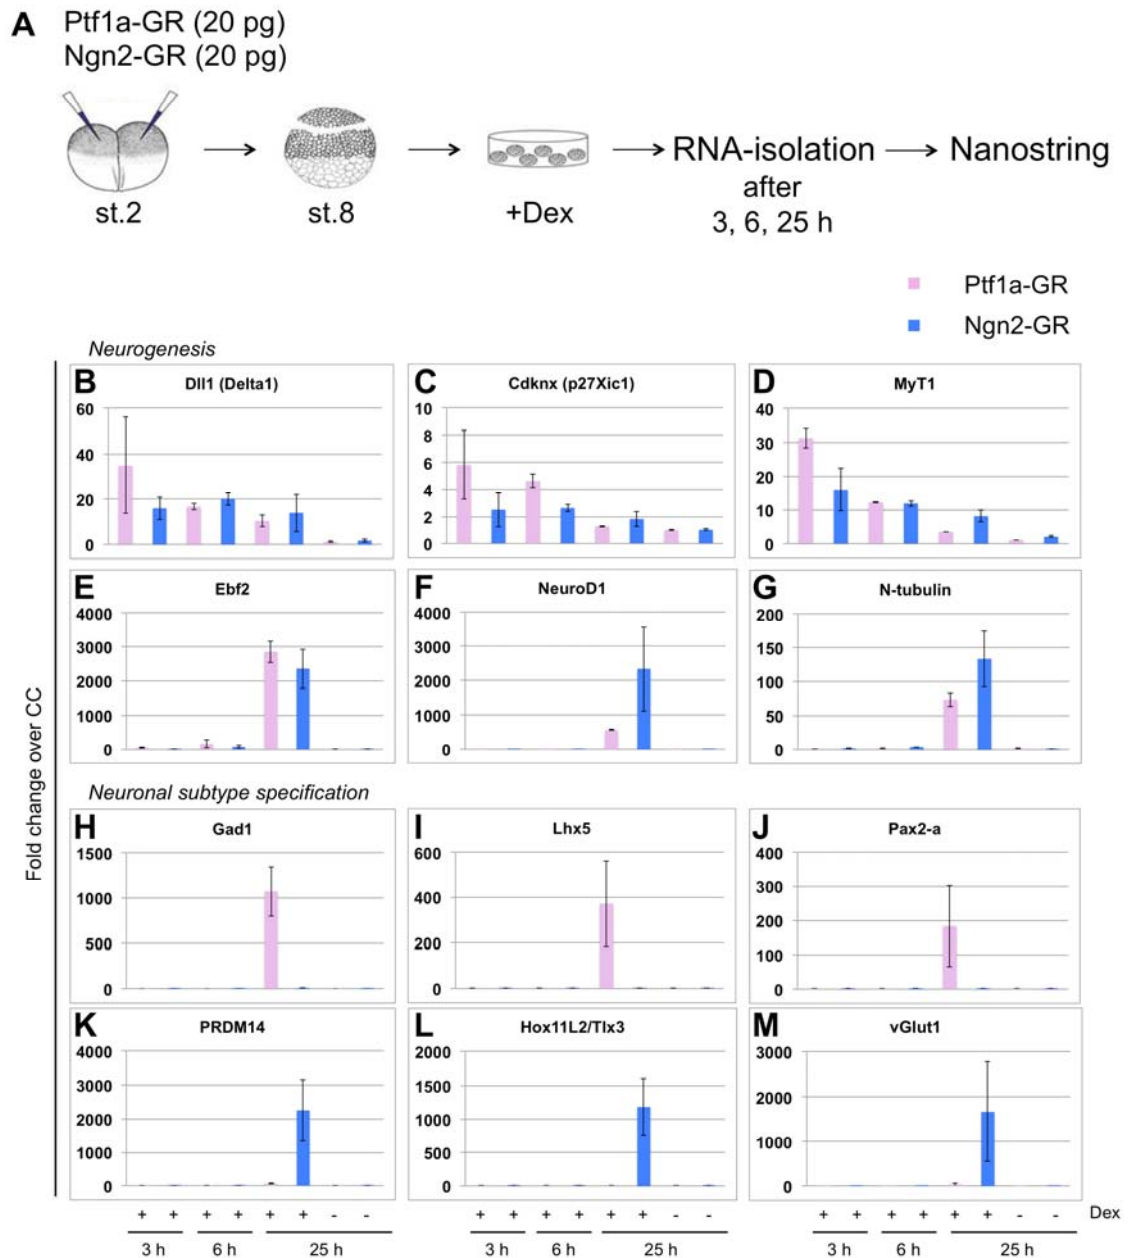 A
Ptf1a-GR (20 pg)
Ngn2-GR (20 pg)
st.2
st.8
+Dex
RNA-isolation
after
3, 6, 25 h
Nanostring
Ptf1a-GR
Ngn2-GR
Fold change over CC
Neurogenesis
B
Dll1 (Delta1)
60
40
20
0
C
Cdknx (p27Xic1)
10
8
6
4
2
0
D
MyT1
40
30
20
10
0
E
Ebf2
4000
3000
2000
1000
0
F
NeuroD1
4000
3000
2000
1000
0
G
N-tubulin
200
150
100
50
0
Neuronal subtype specification
H
Gad1
1500
1000
500
0
I
Lhx5
600
400
200
0
J
Pax2-a
400
300
200
100
0
K
PRDM14
4000
3000
2000
1000
0
L
Hox11L2/Tlx3
2000
1500
1000
500
0
M
vGlut1
3000
2000
1000
0
+ + + + + + - -
+ + + + + + - -
+ + + + + + - - Dex
3 h 6 h 25 h
3 h 6 h 25 h
3 h 6 h 25 h